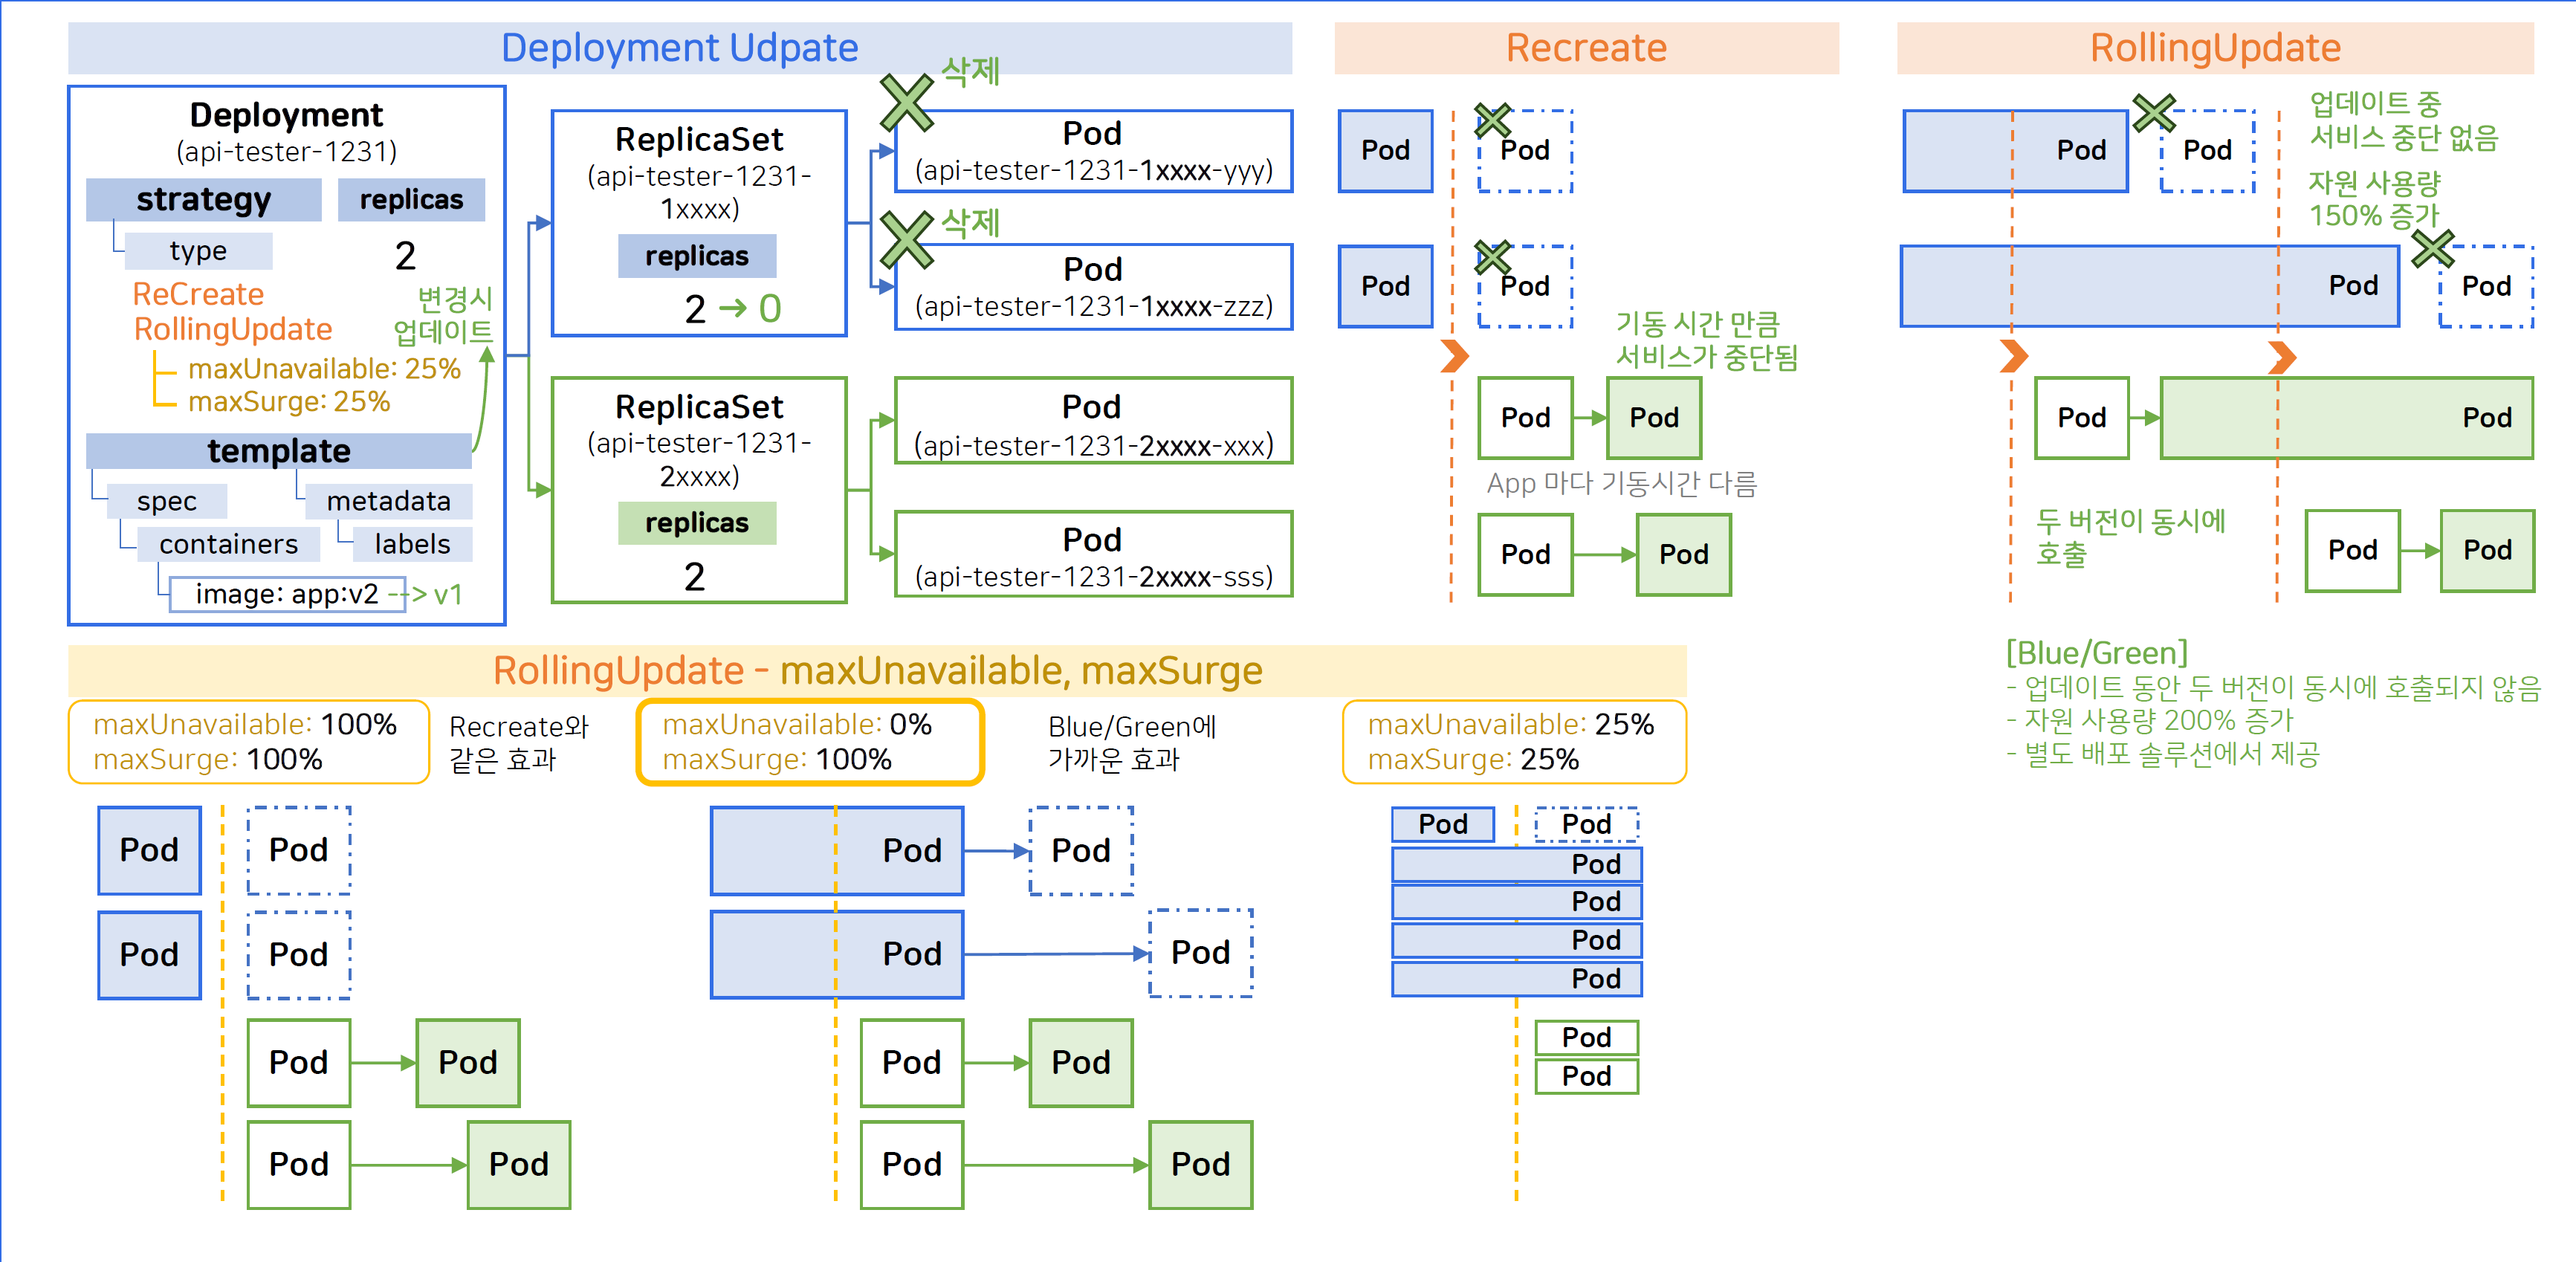 Deployment Udpate
Deployment
(api-tester-1231)
strategy
replicas
type
2
ReCreate
RollingUpdate
변경시
업데이트
maxUnavailable: 25%
maxSurge: 25%
template
spec
metadata
containers
labels
image: app:v2 --> v1
ReplicaSet
(api-tester-1231-
1xxxx)
replicas
2 → 0
ReplicaSet
(api-tester-1231-
2xxxx)
replicas
2
삭제
Pod
(api-tester-1231-1xxxx-yyy)
삭제
Pod
(api-tester-1231-1xxxx-zzz)
Pod
(api-tester-1231-2xxxx-xxx)
Pod
(api-tester-1231-2xxxx-sss)
Recreate
Pod
Pod
Pod
Pod
기동 시간 만큼
서비스가 중단됨
Pod
Pod
App 마다 기동시간 다름
Pod
Pod
RollingUpdate
Pod
Pod
업데이트 중
서비스 중단 없음
자원 사용량
150% 증가
Pod
Pod
Pod
Pod
두 버전이 동시에
호출
Pod
Pod
[Blue/Green]
- 업데이트 동안 두 버전이 동시에 호출되지 않음
- 자원 사용량 200% 증가
- 별도 배포 솔루션에서 제공
RollingUpdate - maxUnavailable, maxSurge
maxUnavailable: 100%
maxSurge: 100%
Recreate와
같은 효과
Pod
Pod
Pod
Pod
Pod
Pod
Pod
Pod
maxUnavailable: 0%
maxSurge: 100%
Blue/Green에
가까운 효과
Pod
Pod
Pod
Pod
Pod
Pod
Pod
Pod
maxUnavailable: 25%
maxSurge: 25%
Pod
Pod
Pod
Pod
Pod
Pod
Pod
Pod